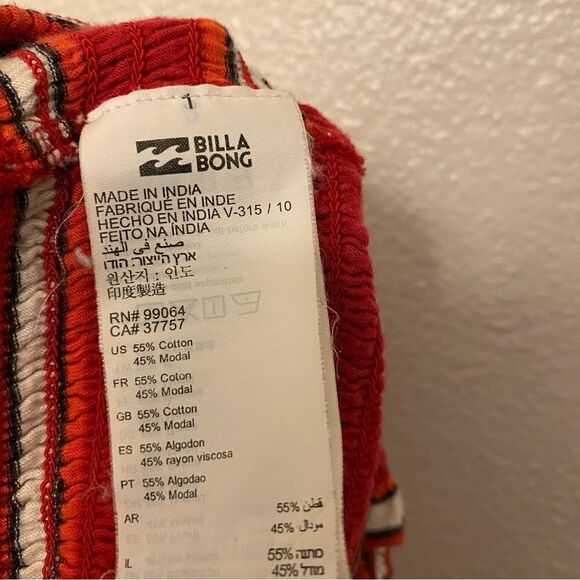 1
BILLA
BONG
MADE IN INDIA
FABRIQUÉ EN INDE
HECHO EN INDIA V-315 / 10
FEITO NA ÍNDIA
صنع في الهند
ארץ הייצור: הודו
원산지 : 인도
印度製造
RN# 99064
CA# 37757
US 55% Cotton
45% Modal
FR 55% Coton
45% Modal
GB 55% Cotton
45% Modal
ES 55% Algodon
45% rayon viscosa
PT 55% Algodao
45% Modal
AR 55% قطن
45% مودال
IL 55% כותנה
45% מודל